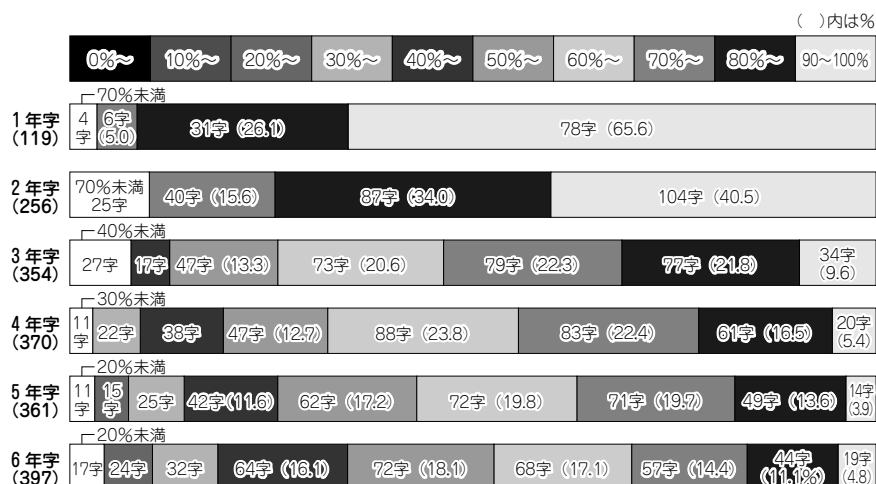 （　）内は％
0％〜 10％〜 20％〜 30％〜 40％〜 50％〜 60％〜 70％〜 80％〜 90〜100％
70％未満
1年字
(119)
4字 6字(5.0) 31字（26.1） 78字（65.6）
2年字
(256)
70％未満 25字 40字（15.6） 87字（34.0） 104字（40.5）
40％未満
3年字
(354)
27字 17字 47字（13.3） 73字（20.6） 79字（22.3） 77字（21.8） 34字(9.6)
30％未満
4年字
(370)
11字 22字 38字 47字（12.7） 88字（23.8） 83字（22.4） 61字（16.5） 20字(5.4)
20％未満
5年字
(361)
11字 15字 25字 42字(11.6) 62字（17.2） 72字（19.8） 71字（19.7） 49字（13.6） 14字(3.9)
20％未満
6年字
(397)
17字 24字 32字 64字（16.1） 72字（18.1） 68字（17.1） 57字（14.4） 44字(11.1％) 19字(4.8)